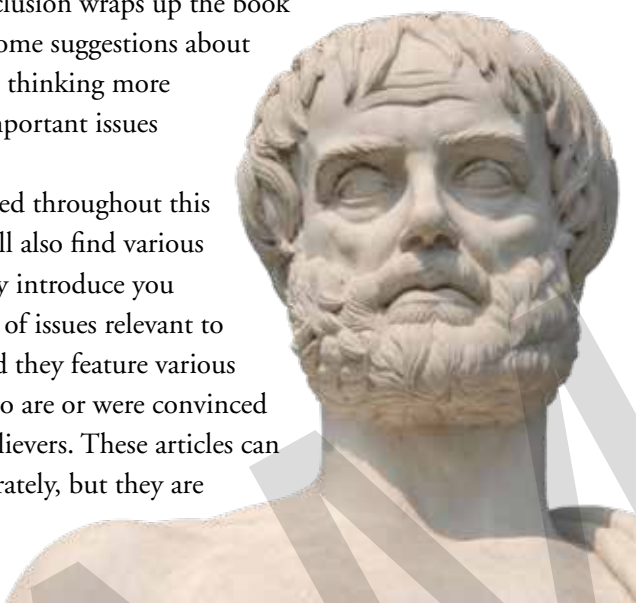 clusion wraps up the book
ome suggestions about
thinking more
portant issues
ed throughout this
ll also find various
y introduce you
of issues relevant to
d they feature various
o are or were convinced
lievers. These articles can
rately, but they are